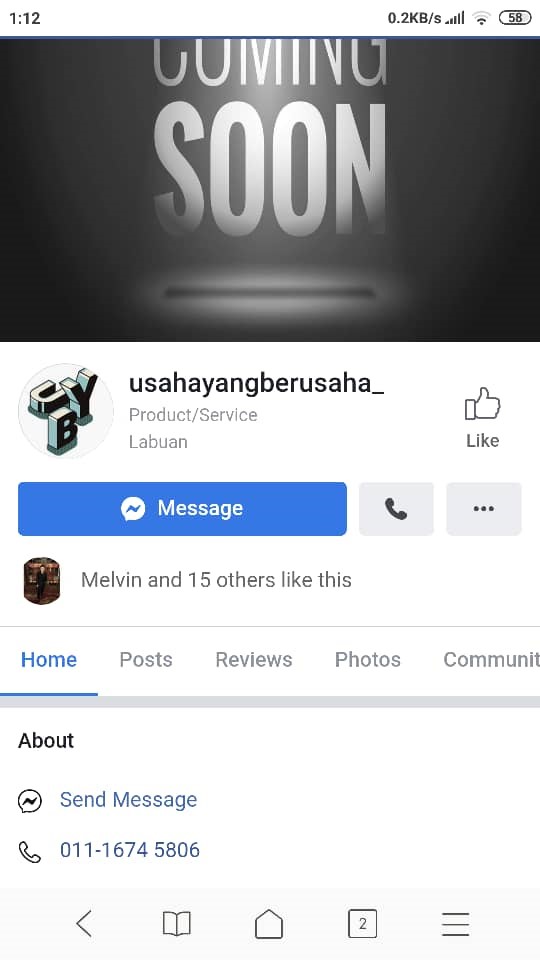 1:12
0.2KB/s
58
COMING
SOON
UYB
usahayangberusaha_
Product/Service
Labuan
Like
Message
Melvin and 15 others like this
Home
Posts
Reviews
Photos
Communit
About
Send Message
011-1674 5806
2